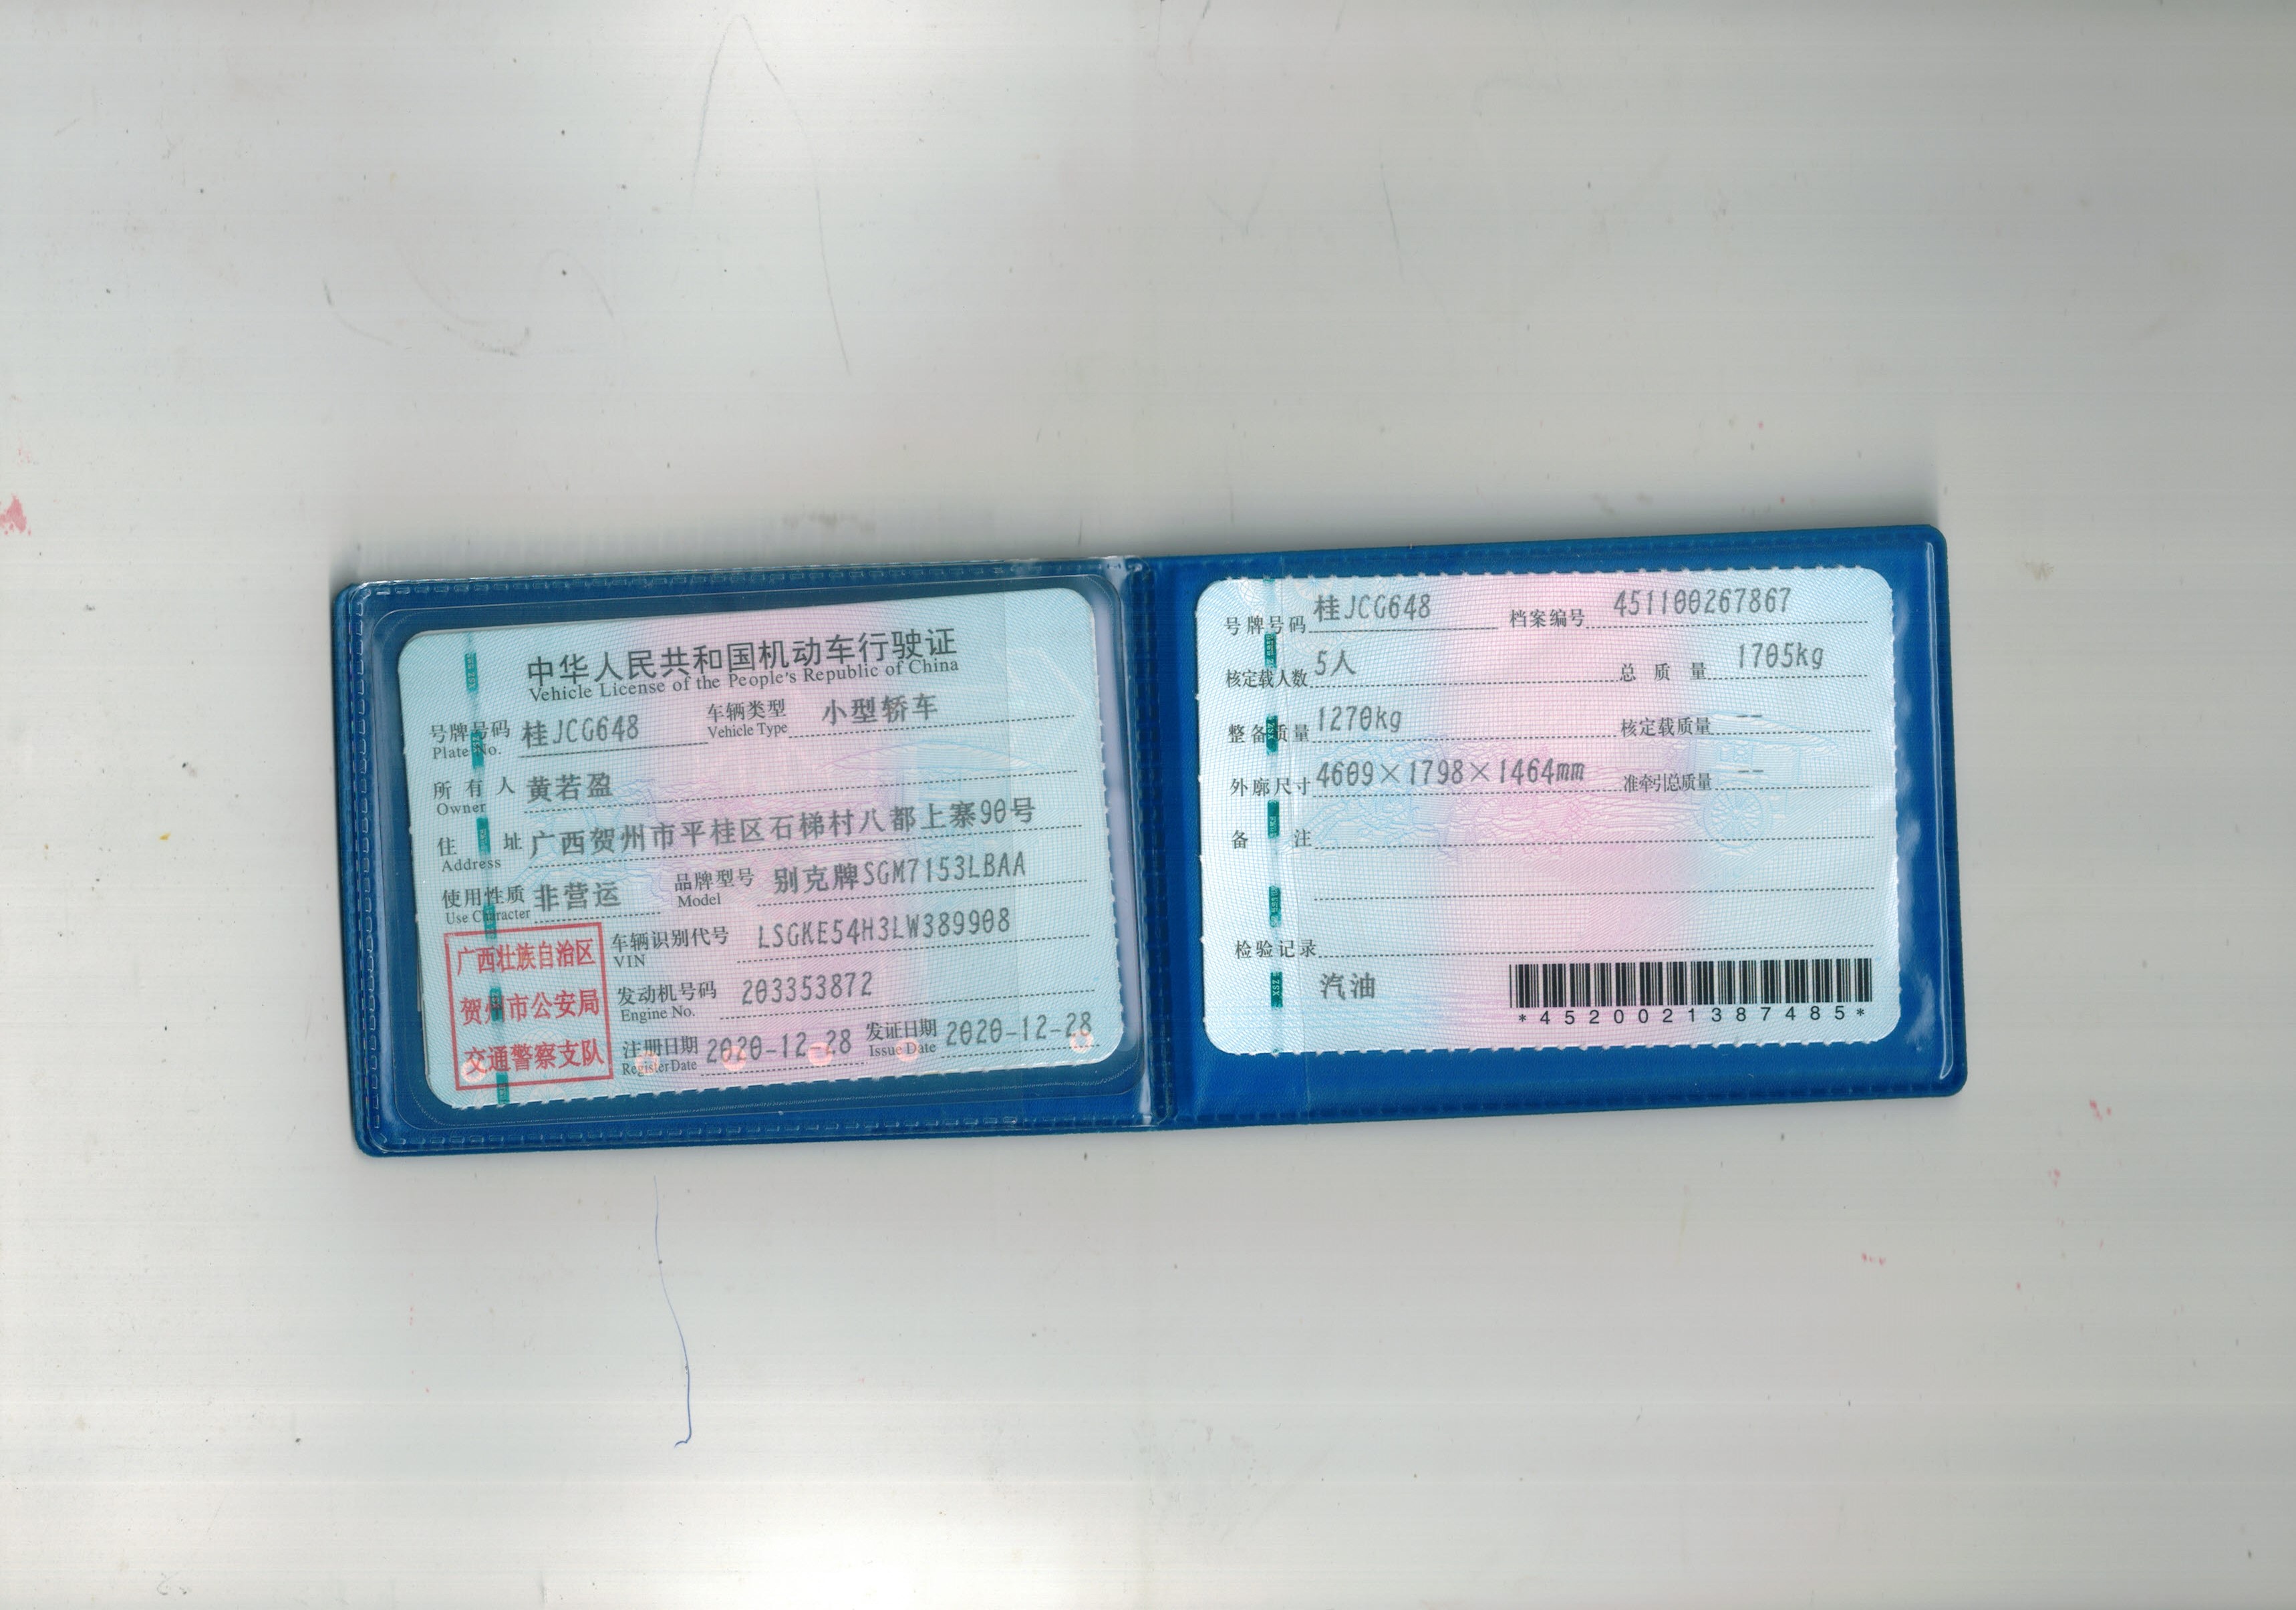 中华人民共和国机动车行驶证
Vehicle License of the People's Republic of China
号牌号码 桂JCG648 车辆类型 小型轿车
Plate No. Vehicle Type
所有人 黄若盈
Owner
住址 广西贺州市平桂区石梯村八都上寨90号
Address
使用性质 非营运 品牌型号 别克牌SGM7153LBAA
Use Character Model
广西壮族自治区
贺州市公安局
交通警察支队
车辆识别代号 LSGKE54H3LW389908
VIN
发动机号码 203353872
Engine No.
注册日期 2020-12-28 发证日期 2020-12-28
Register Date Issue Date
号牌号码 桂JCG648 档案编号 451100267867
核定载人数 5人 总质量 1705kg
整备质量 1270kg 核定载质量 --
外廓尺寸 4609×1798×1464mm 准牵引总质量 --
备注
检验记录
汽油
*4520021387485*